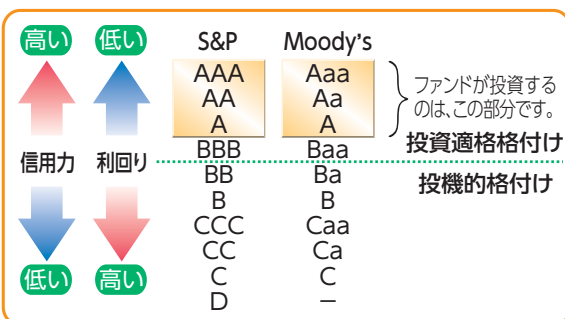 高い 低い S&P Moody's
AAA Aaa
AA Aa
A A
ファンドが投資する
のは、この部分です。
BBB Baa 投資適格格付け
信用力 利回り
BB Ba 投機的格付け
B B
CCC Caa
CC Ca
低い 高い C C
D –